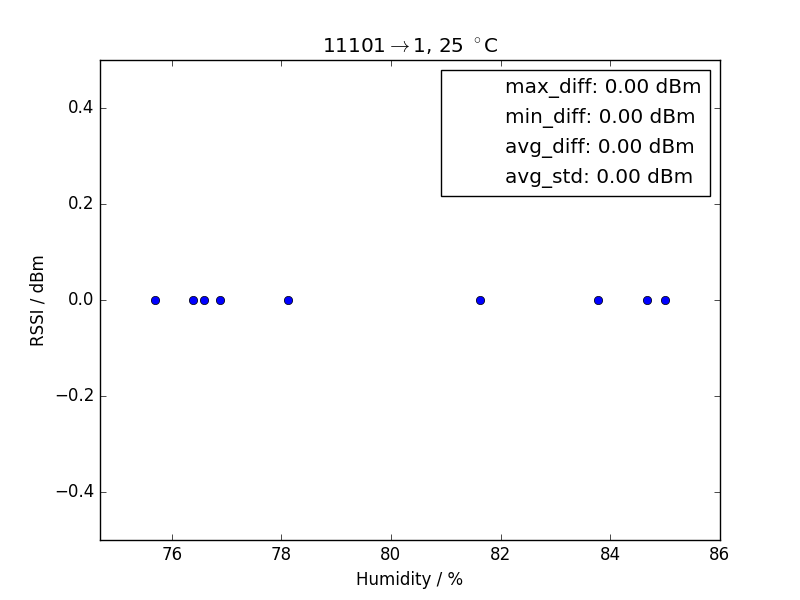 11101→1, 25 °C
max_diff: 0.00 dBm
min_diff: 0.00 dBm
avg_diff: 0.00 dBm
avg_std: 0.00 dBm
RSSI / dBm
0.4
0.2
0.0
−0.2
−0.4
76 78 80 82 84 86
Humidity / %